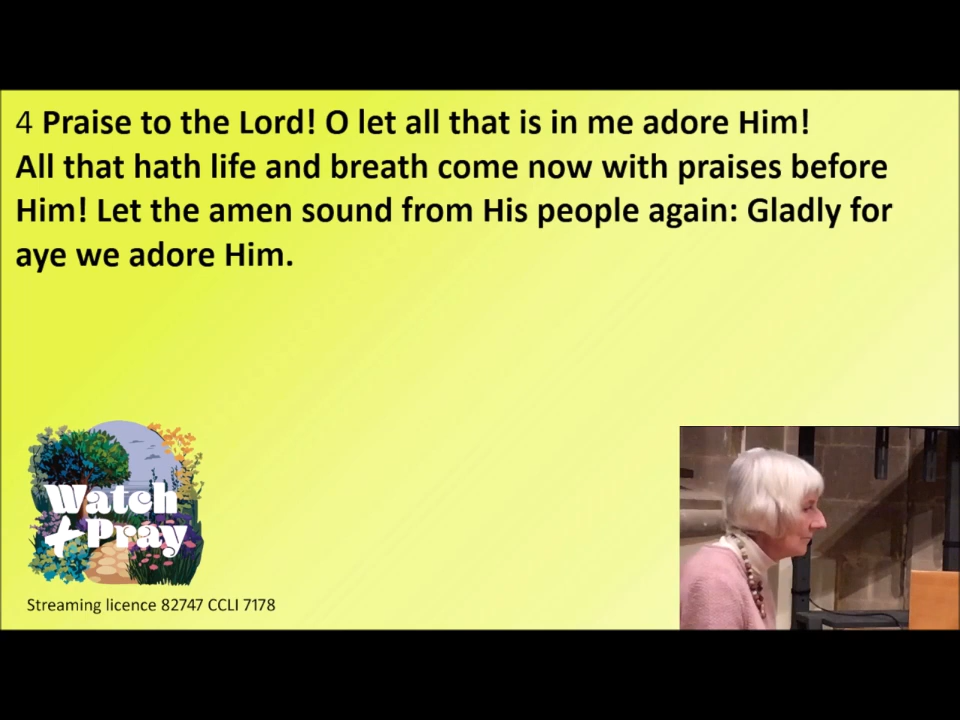 4 Praise to the Lord! O let all that is in me adore Him!
All that hath life and breath come now with praises before
Him! Let the amen sound from His people again: Gladly for
aye we adore Him.
Watch
+ Pray
Streaming licence 82747 CCLI 7178